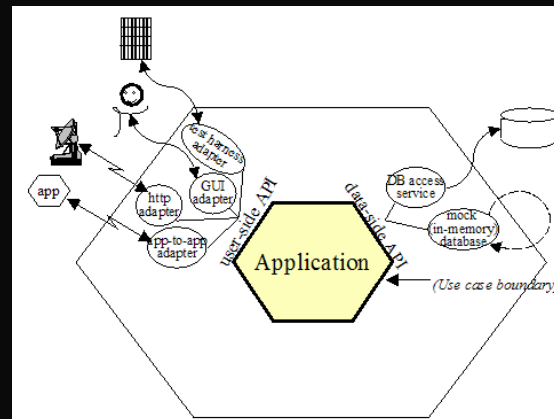 test harness
adapter
GUI
adapter
http
adapter
app
app-to-app
adapter
user-side API
data-side API
Application
DB access
service
mock
(in-memory)
database
(Use case boundary)